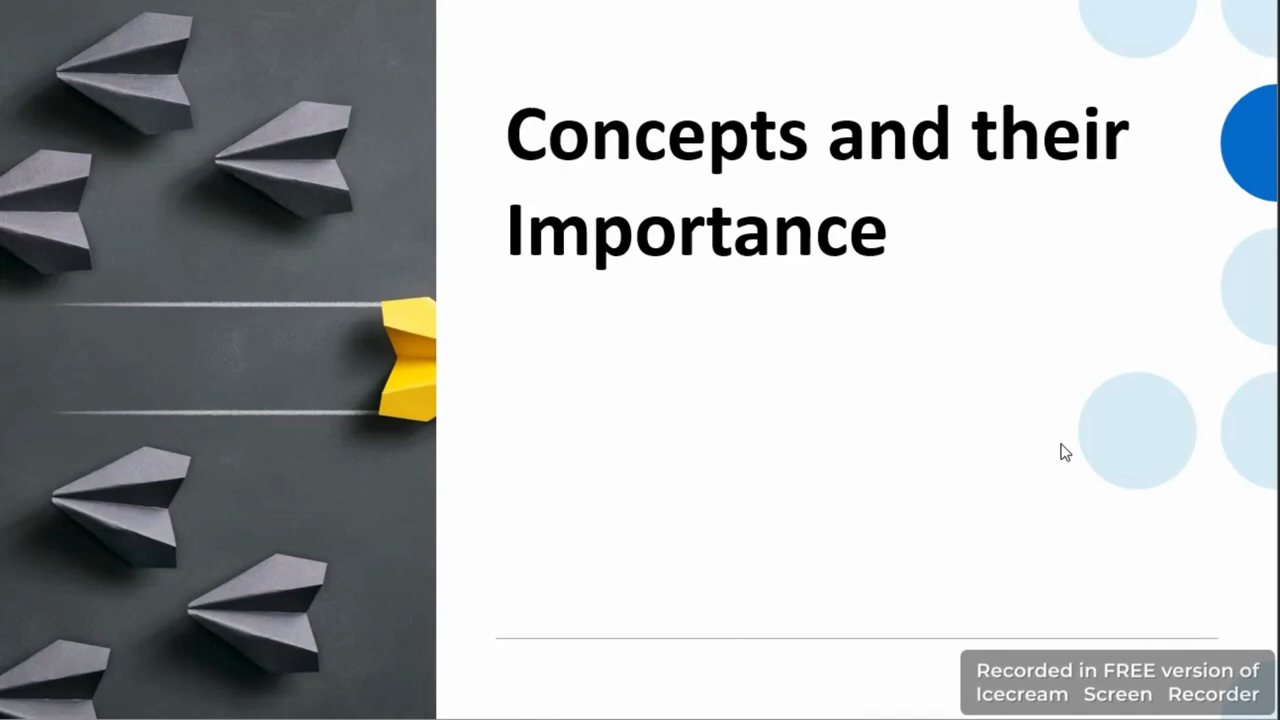 Concepts and their
Importance
Recorded in FREE version of
Icecream Screen Recorder